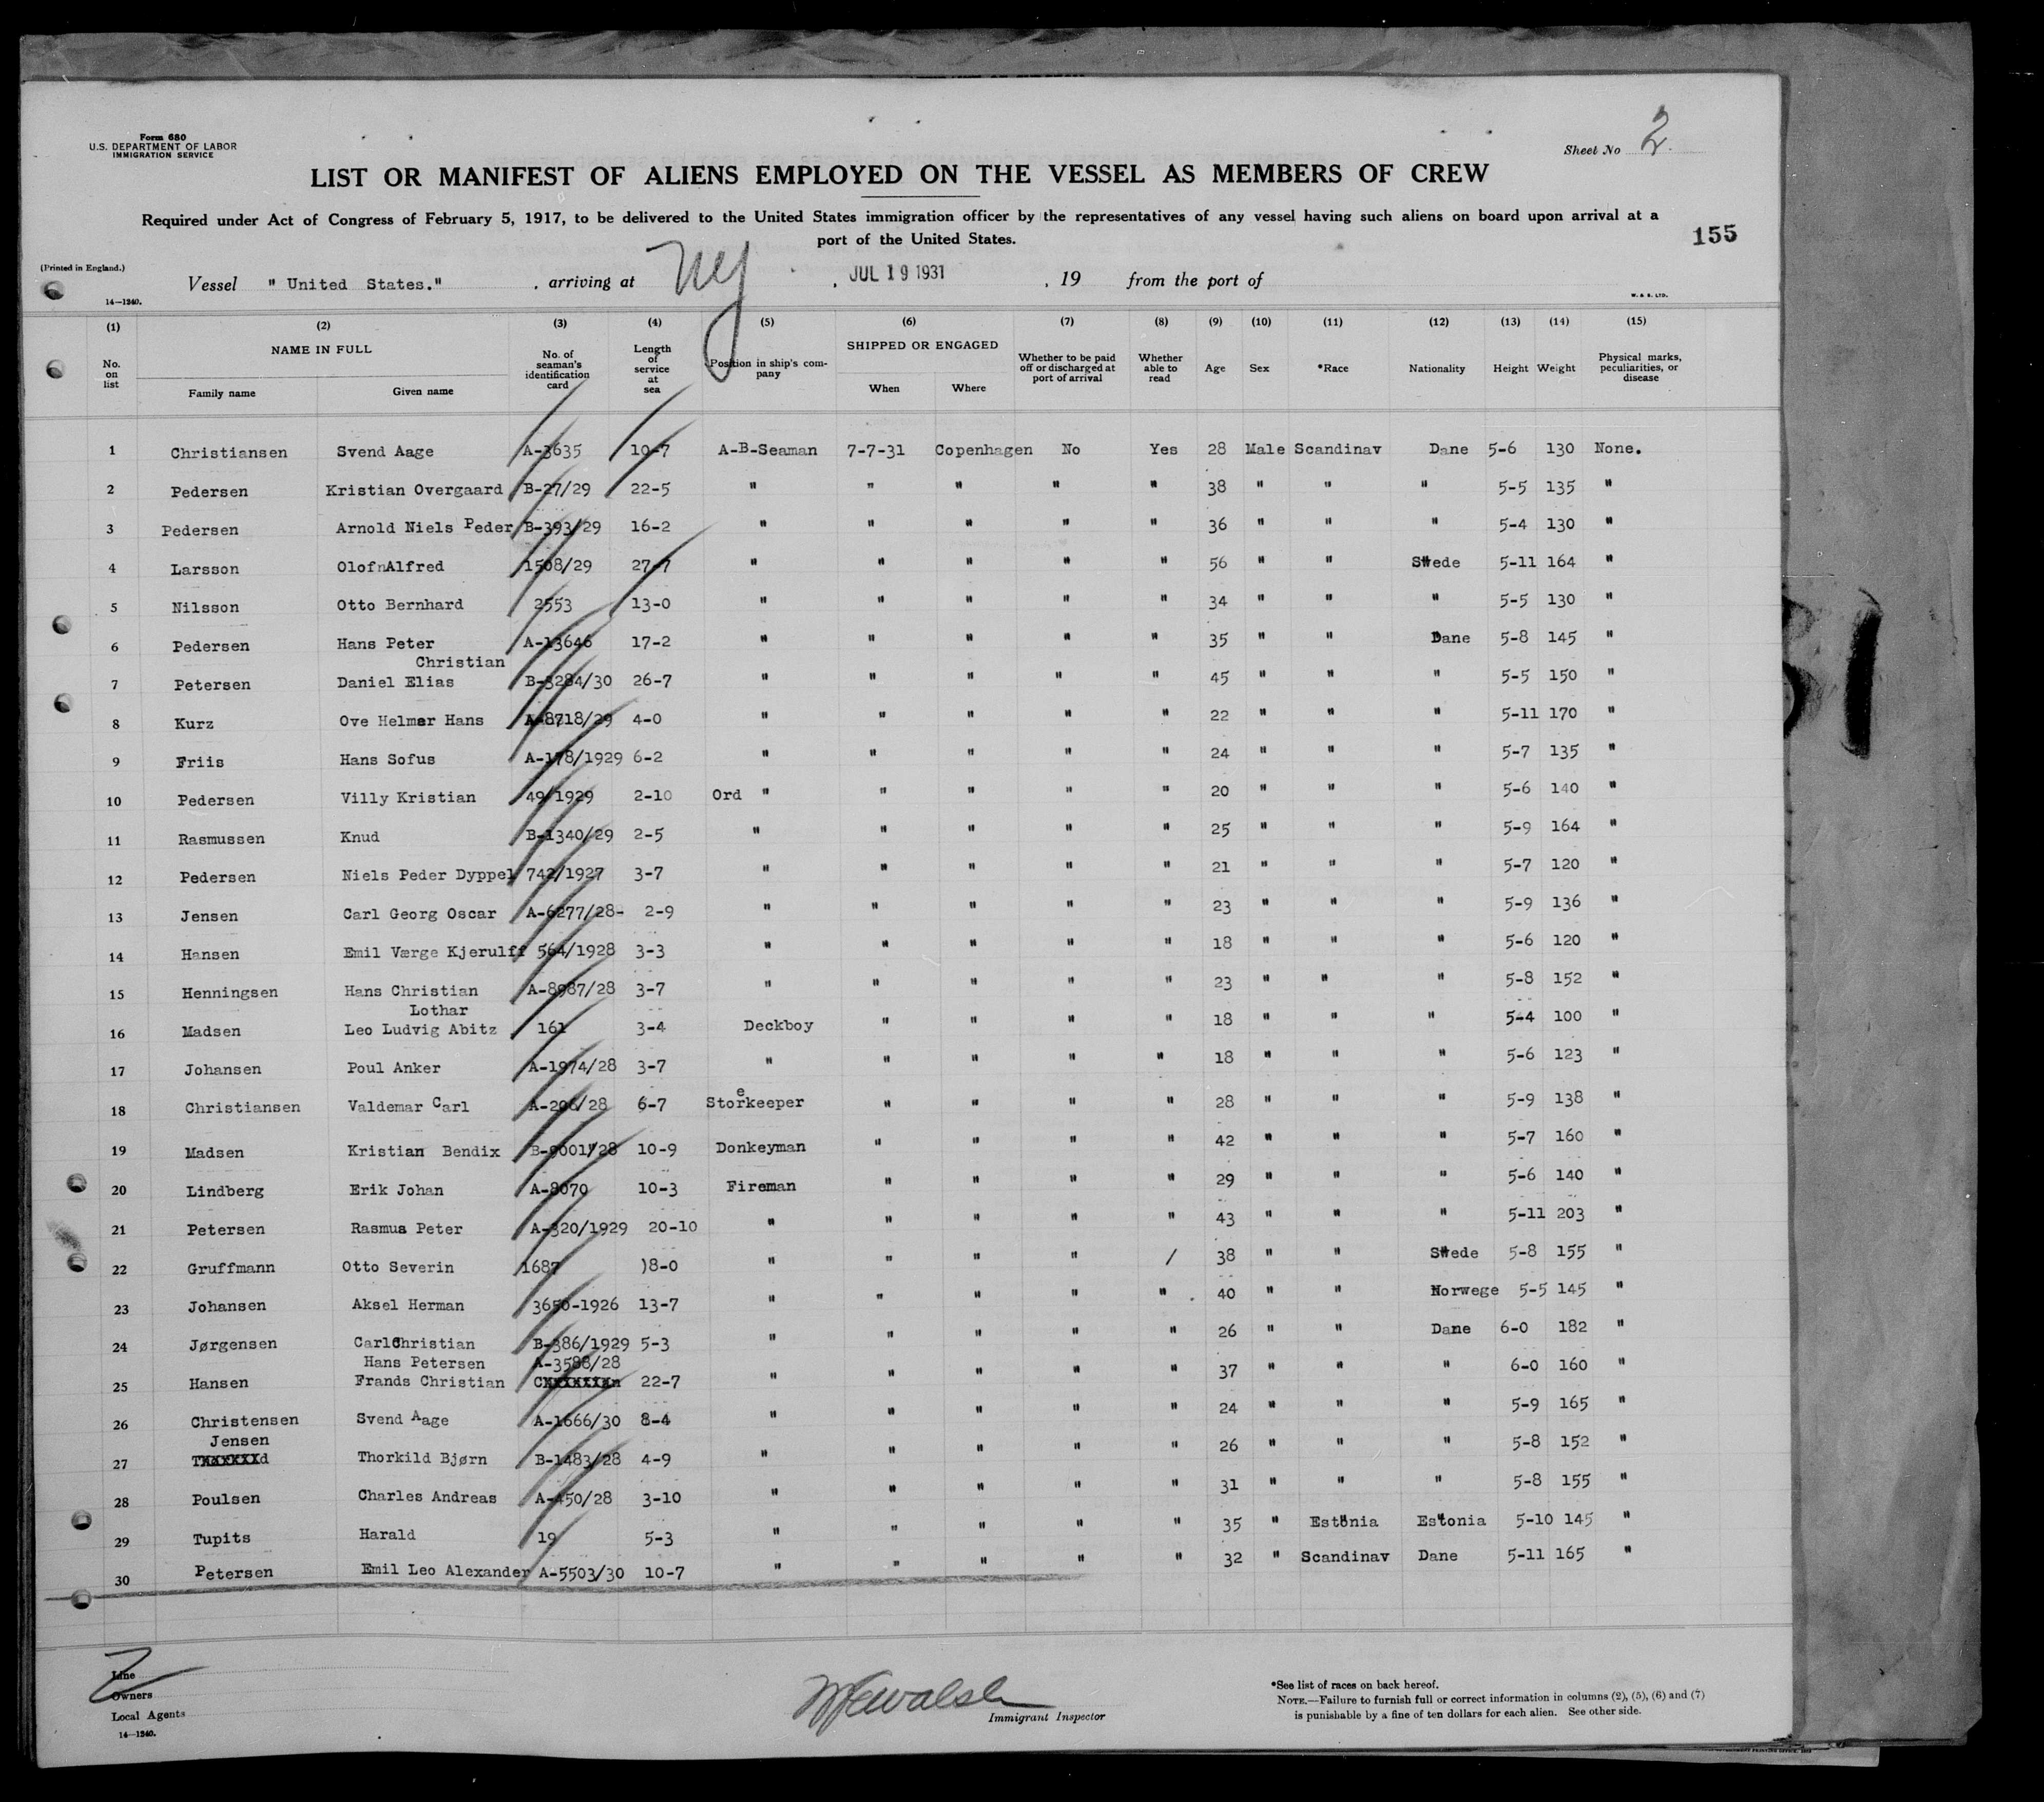 Form 680
U.S. DEPARTMENT OF LABOR
IMMIGRATION SERVICE
Sheet No 2
LIST OR MANIFEST OF ALIENS EMPLOYED ON THE VESSEL AS MEMBERS OF CREW
Required under Act of Congress of February 5, 1917, to be delivered to the United States immigration officer by the representatives of any vessel having such aliens on board upon arrival at a
port of the United States.
155
(Printed in England.)
Vessel " United States." , arriving at NY , JUL 19 1931 , 19 from the port of
14—1240.
W. & S. LTD.
(1) (2) (3) (4) (5) (6) (7) (8) (9) (10) (11) (12) (13) (14) (15)
No. on list NAME IN FULL Family name Given name No. of seaman's identification card Length of service at sea Position in ship's company SHIPPED OR ENGAGED When Where Whether to be paid off or discharged at port of arrival Whether able to read Age Sex *Race Nationality Height Weight Physical marks, peculiarities, or disease
1 Christiansen Svend Aage A-3635 10-7 A-B-Seaman 7-7-31 Copenhagen No Yes 28 Male Scandinav Dane 5-6 130 None.
2 Pedersen Kristian Overgaard B-27/29 22-5 " " " " " 38 " " " 5-5 135 "
3 Pedersen Arnold Niels Peder B-393/29 16-2 " " " " " 36 " " " 5-4 130 "
4 Larsson OlofnAlfred 1508/29 27-7 " " " " " 56 " " Swede 5-11 164 "
5 Nilsson Otto Bernhard 2553 13-0 " " " " " 34 " " " 5-5 130 "
6 Pedersen Hans Peter A-13646 17-2 " " " " " 35 " " Dane 5-8 145 "
Christian
7 Petersen Daniel Elias B-3284/30 26-7 " " " " " 45 " " " 5-5 150 "
8 Kurz Ove Helmer Hans A-8718/29 4-0 " " " " " 22 " " " 5-11 170 "
9 Friis Hans Sofus A-178/1929 6-2 " " " " " 24 " " " 5-7 135 "
10 Pedersen Villy Kristian 49/1929 2-10 Ord " " " " " 20 " " " 5-6 140 "
11 Rasmussen Knud B-1340/29 2-5 " " " " " 25 " " " 5-9 164 "
12 Pedersen Niels Peder Dyppel 742/1927 3-7 " " " " " 21 " " " 5-7 120 "
13 Jensen Carl Georg Oscar A-6277/28- 2-9 " " " " " 23 " " " 5-9 136 "
14 Hansen Emil Værge Kjerulff 564/1928 3-3 " " " " " 18 " " " 5-6 120 "
15 Henningsen Hans Christian A-8987/28 3-7 " " " " " 23 " " " 5-8 152 "
Lothar
16 Madsen Leo Ludvig Abitz 161 3-4 Deckboy " " " " 18 " " " 5-4 100 "
17 Johansen Poul Anker A-1974/28 3-7 " " " " " 18 " " " 5-6 123 "
18 Christiansen Valdemar Carl A-206/28 6-7 Storekeeper " " " " 28 " " " 5-9 138 "
19 Madsen Kristian Bendix B-9001/28 10-9 Donkeyman " " " " 42 " " " 5-7 160 "
20 Lindberg Erik Johan A-8070 10-3 Fireman " " " " 29 " " " 5-6 140 "
21 Petersen Rasmus Peter A-320/1929 20-10 " " " " " 43 " " " 5-11 203 "
22 Gruffmann Otto Severin 1687 )8-0 " " " " / 38 " " Swede 5-8 155 "
23 Johansen Aksel Herman 3650-1926 13-7 " " " " " 40 " " Norwege 5-5 145 "
24 Jørgensen CarlChristian B-386/1929 5-3 " " " " " 26 " " Dane 6-0 182 "
Hans Petersen A-3588/28
25 Hansen Frands Christian 22-7 " " " " " 37 " " " 6-0 160 "
26 Christensen Svend Aage A-1666/30 8-4 " " " " " 24 " " " 5-9 165 "
Jensen
27 Thorkild Bjørn B-1483/28 4-9 " " " " " 26 " " " 5-8 152 "
28 Poulsen Charles Andreas A-450/28 3-10 " " " " " 31 " " " 5-8 155 "
29 Tupits Harald 19 5-3 " " " " " 35 " Estonia Estonia 5-10 145 "
30 Petersen Emil Leo Alexander A-5503/30 10-7 " " " " " 32 " Scandinav Dane 5-11 165 "
Line
Owners
Local Agents
14—1240.
Walsh
Immigrant Inspector
*See list of races on back hereof.
NOTE.—Failure to furnish full or correct information in columns (2), (5), (6) and (7)
is punishable by a fine of ten dollars for each alien. See other side.